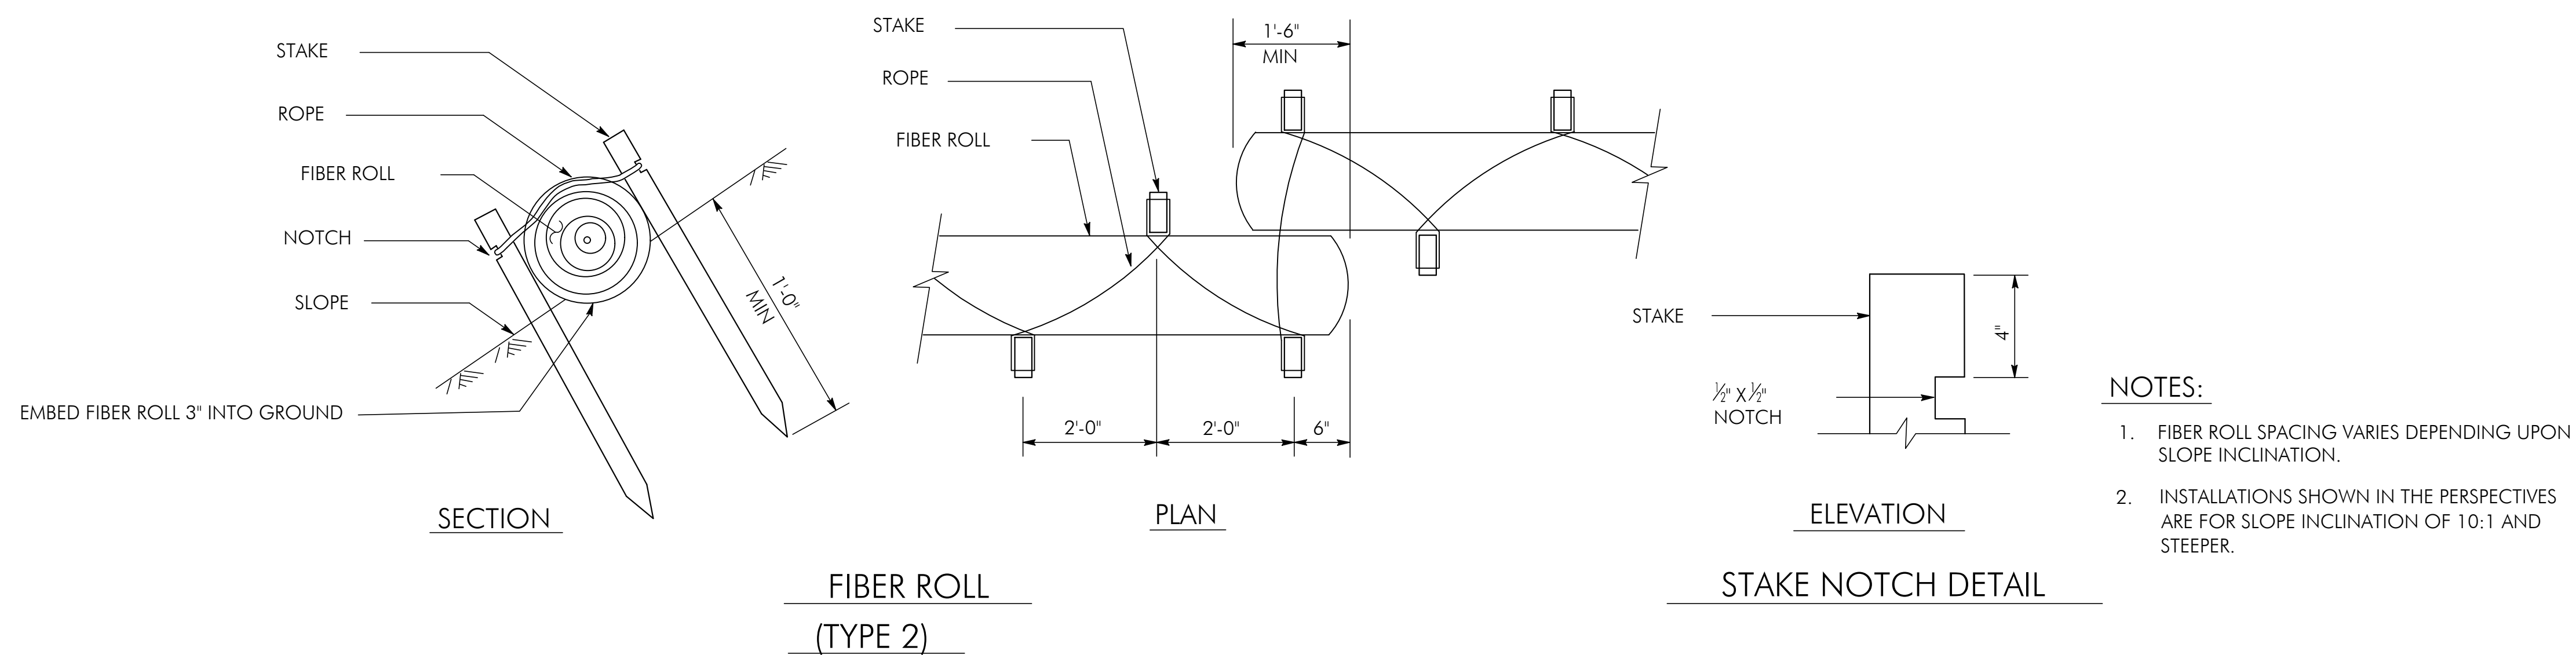 STAKE
ROPE
FIBER ROLL
NOTCH
SLOPE
EMBED FIBER ROLL 3" INTO GROUND
1'-0"
MIN
SECTION
STAKE
ROPE
FIBER ROLL
1'-6"
MIN
2'-0"
2'-0"
6"
PLAN
FIBER ROLL
(TYPE 2)
STAKE
4"
½" X ½"
NOTCH
ELEVATION
STAKE NOTCH DETAIL
NOTES:
1. FIBER ROLL SPACING VARIES DEPENDING UPON
SLOPE INCLINATION.
2. INSTALLATIONS SHOWN IN THE PERSPECTIVES
ARE FOR SLOPE INCLINATION OF 10:1 AND
STEEPER.